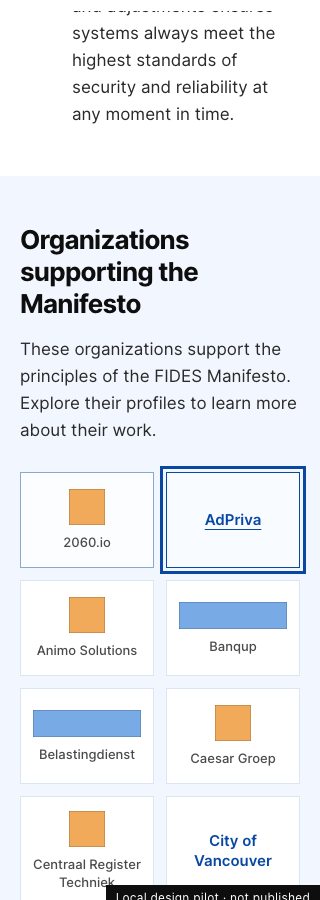 and adjustments ensures
systems always meet the
highest standards of
security and reliability at
any moment in time.
Organizations
supporting the
Manifesto
These organizations support the
principles of the FIDES Manifesto.
Explore their profiles to learn more
about their work.
2060.io
AdPriva
Animo Solutions
Banqup
Belastingdienst
Caesar Groep
Centraal Register
Techniek
City of
Vancouver
Local design pilot · not published